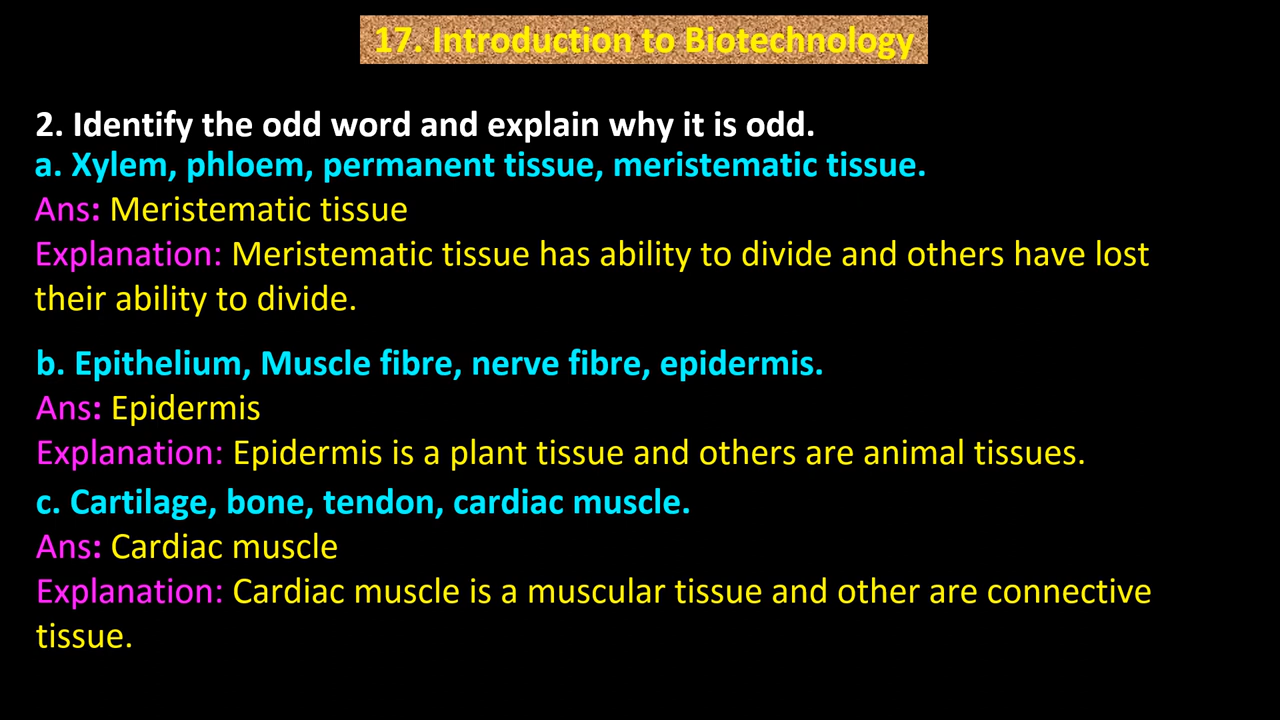 17. Introduction to Biotechnology
2. Identify the odd word and explain why it is odd.
a. Xylem, phloem, permanent tissue, meristematic tissue.
Ans: Meristematic tissue
Explanation: Meristematic tissue has ability to divide and others have lost
their ability to divide.
b. Epithelium, Muscle fibre, nerve fibre, epidermis.
Ans: Epidermis
Explanation: Epidermis is a plant tissue and others are animal tissues.
c. Cartilage, bone, tendon, cardiac muscle.
Ans: Cardiac muscle
Explanation: Cardiac muscle is a muscular tissue and other are connective
tissue.